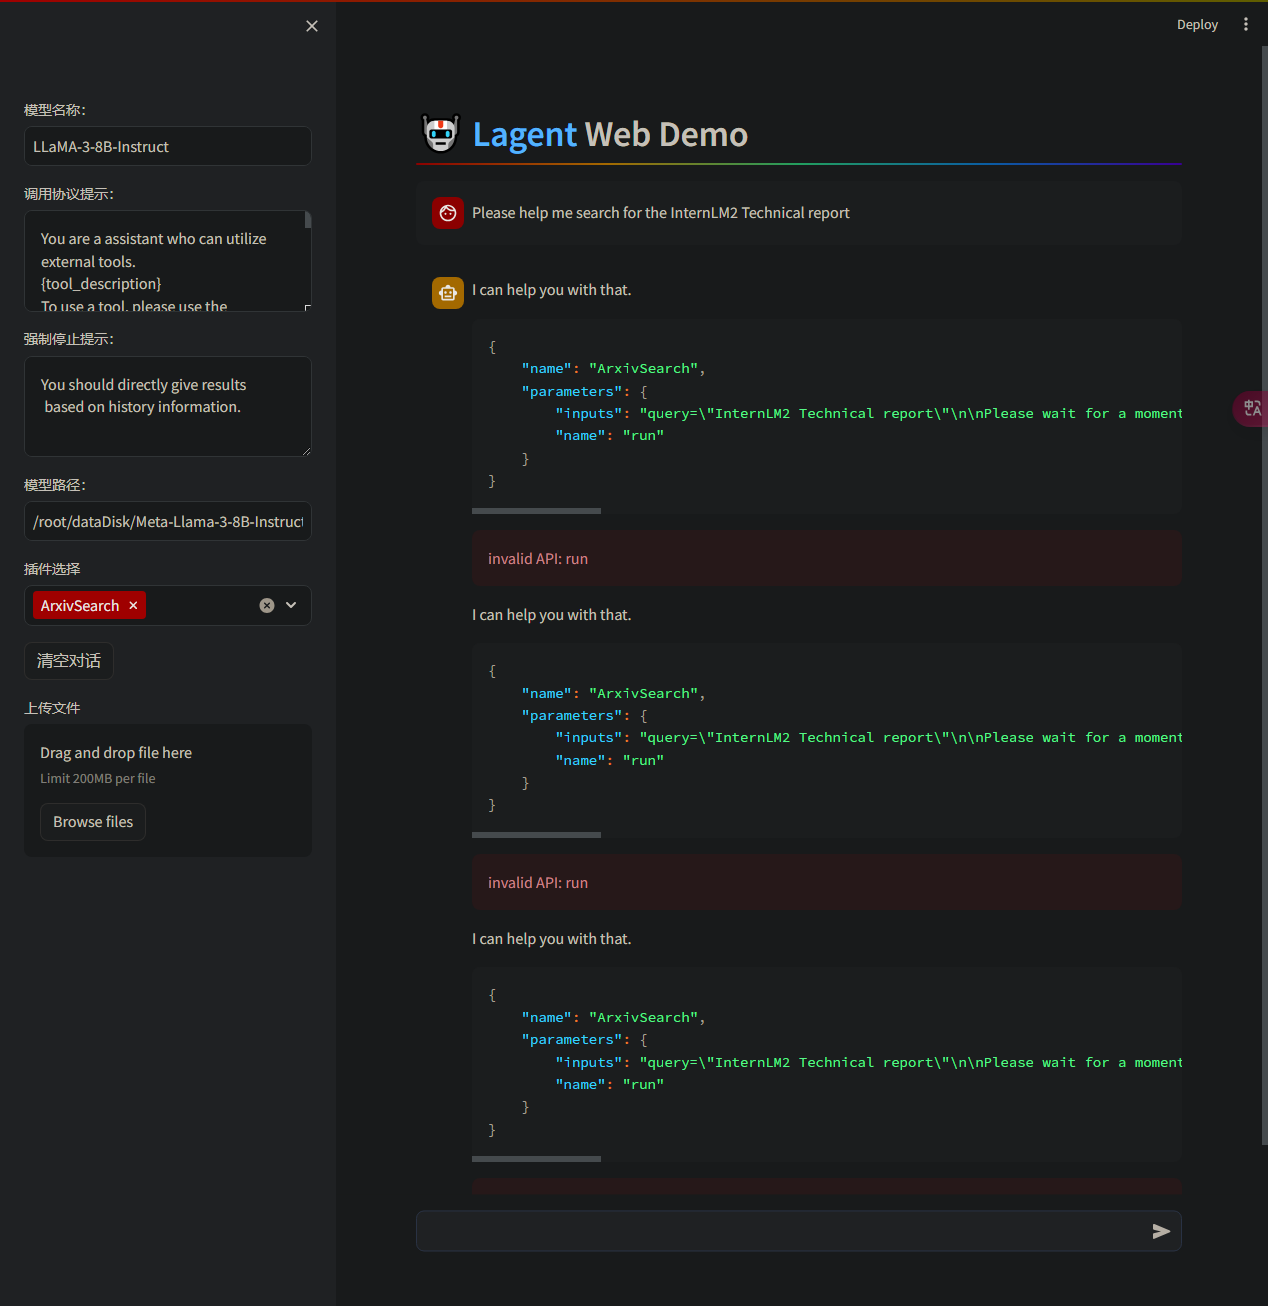 Deploy
模型名称：
LLaMA-3-8B-Instruct
调用协议提示：
You are a assistant who can utilize
external tools.
{tool_description}
To use a tool, please use the
强制停止提示：
You should directly give results
based on history information.
模型路径：
/root/dataDisk/Meta-Llama-3-8B-Instruct
插件选择
ArxivSearch
清空对话
上传文件
Drag and drop file here
Limit 200MB per file
Browse files
Lagent Web Demo
Please help me search for the InternLM2 Technical report
I can help you with that.
{
"name": "ArxivSearch",
"parameters": {
"inputs": "query=\"InternLM2 Technical report\"\n\nPlease wait for a moment
"name": "run"
}
}
invalid API: run
I can help you with that.
{
"name": "ArxivSearch",
"parameters": {
"inputs": "query=\"InternLM2 Technical report\"\n\nPlease wait for a moment
"name": "run"
}
}
invalid API: run
I can help you with that.
{
"name": "ArxivSearch",
"parameters": {
"inputs": "query=\"InternLM2 Technical report\"\n\nPlease wait for a moment
"name": "run"
}
}